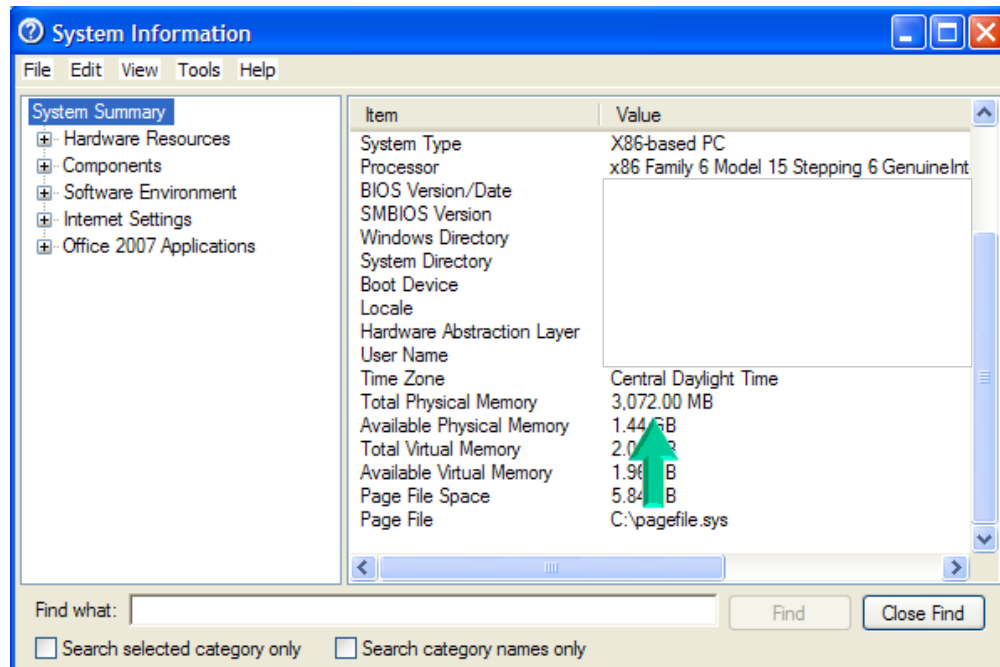 System Information
File Edit View Tools Help
System Summary
Hardware Resources
Components
Software Environment
Internet Settings
Office 2007 Applications
Item Value
System Type X86-based PC
Processor x86 Family 6 Model 15 Stepping 6 GenuineInt
BIOS Version/Date
SMBIOS Version
Windows Directory
System Directory
Boot Device
Locale
Hardware Abstraction Layer
User Name
Time Zone Central Daylight Time
Total Physical Memory 3,072.00 MB
Available Physical Memory 1.44 GB
Total Virtual Memory
Available Virtual Memory
Page File Space
Page File C:\pagefile.sys
Find what:
Find
Close Find
Search selected category only
Search category names only